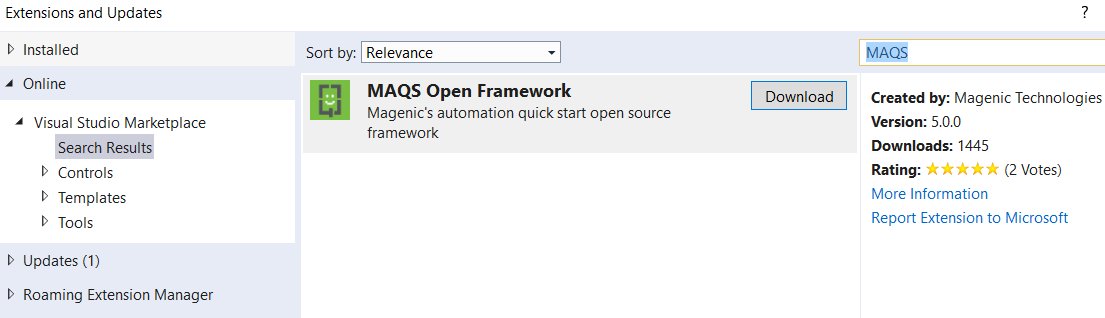 Extensions and Updates
?
Installed
Online
Visual Studio Marketplace
Search Results
Controls
Templates
Tools
Updates (1)
Roaming Extension Manager
Sort by: Relevance
MAQS Open Framework
Download
Magenic's automation quick start open source
framework
MAQS
Created by: Magenic Technologies
Version: 5.0.0
Downloads: 1445
Rating: (2 Votes)
More Information
Report Extension to Microsoft